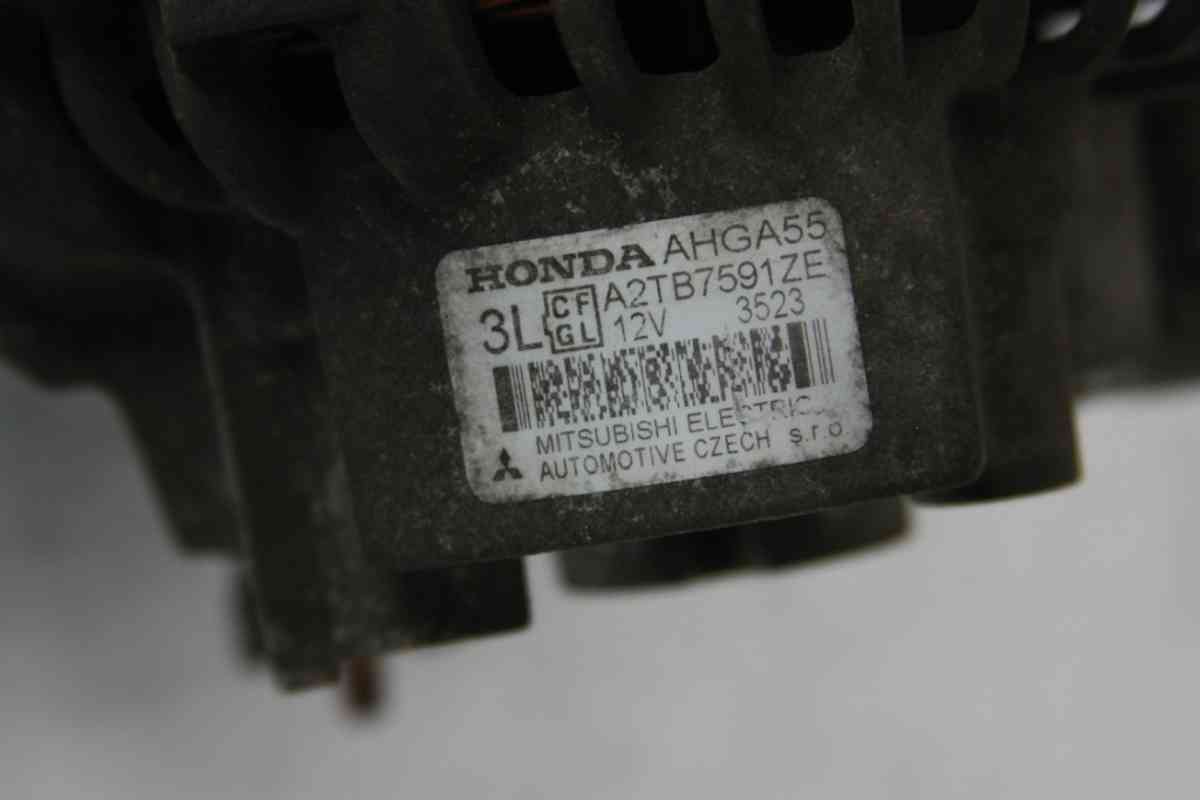 HONDA AHGA55
3L CF GL A2TB7591ZE
12V 3523
MITSUBISHI ELECTRIC
AUTOMOTIVE CZECH s.r.o.